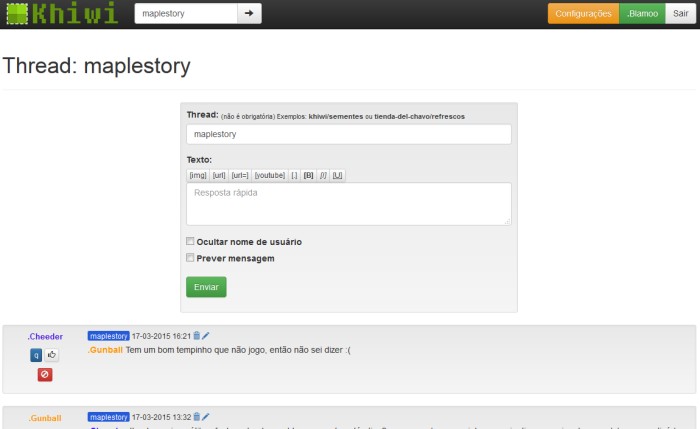 Khiwi
maplestory
Configurações
.Blamoo
Sair
Thread: maplestory
Thread: (não é obrigatória) Exemplos: khiwi/sementes ou tienda-del-chavo/refrescos
maplestory
Texto:
[img] [url] [url=] [youtube] [.] [B] [I] [U]
Resposta rápida
Ocultar nome de usuário
Prever mensagem
Enviar
.Cheeder
maplestory 17-03-2015 16:21
q
.Gunball Tem um bom tempinho que não jogo, então não sei dizer :(
.Gunball
maplestory 17-03-2015 13:32